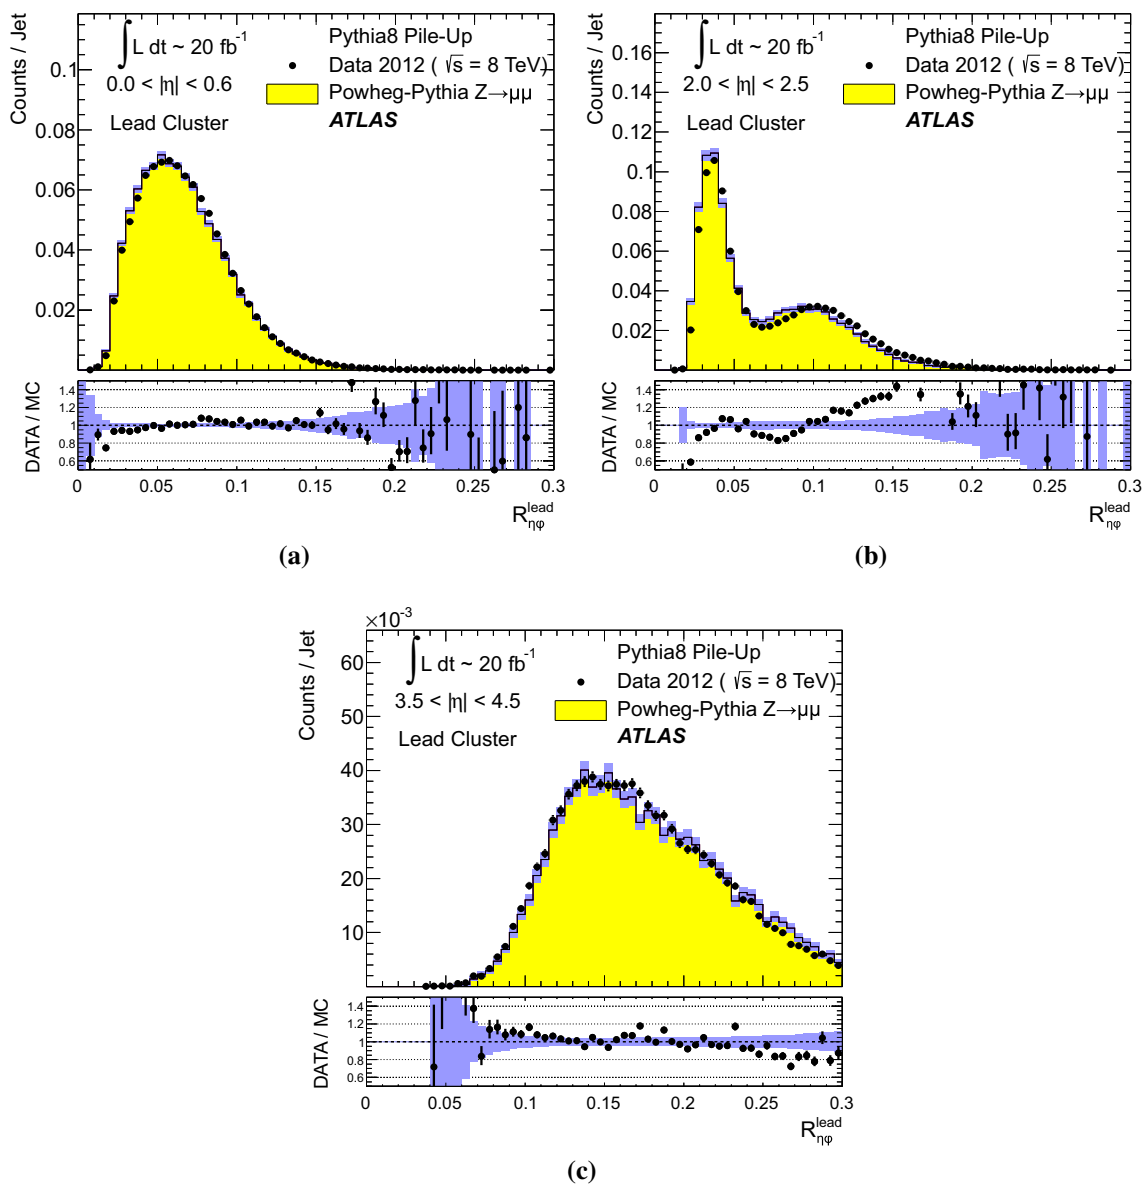 Counts / Jet
∫ L dt ~ 20 fb⁻¹
0.0 < |η| < 0.6
Lead Cluster
Pythia8 Pile-Up
Data 2012 ( √s = 8 TeV)
Powheg-Pythia Z→μμ
ATLAS
0.1
0.08
0.06
0.04
0.02
DATA / MC
1.4
1.2
1
0.8
0.6
0 0.05 0.1 0.15 0.2 0.25 0.3
R_ηφ^lead
(a)
Counts / Jet
∫ L dt ~ 20 fb⁻¹
2.0 < |η| < 2.5
Lead Cluster
Pythia8 Pile-Up
Data 2012 ( √s = 8 TeV)
Powheg-Pythia Z→μμ
ATLAS
0.16
0.14
0.12
0.1
0.08
0.06
0.04
0.02
DATA / MC
1.4
1.2
1
0.8
0.6
0 0.05 0.1 0.15 0.2 0.25 0.3
R_ηφ^lead
(b)
×10⁻³
Counts / Jet
∫ L dt ~ 20 fb⁻¹
3.5 < |η| < 4.5
Lead Cluster
Pythia8 Pile-Up
Data 2012 ( √s = 8 TeV)
Powheg-Pythia Z→μμ
ATLAS
60
50
40
30
20
10
DATA / MC
1.4
1.2
1
0.8
0.6
0 0.05 0.1 0.15 0.2 0.25 0.3
R_ηφ^lead
(c)